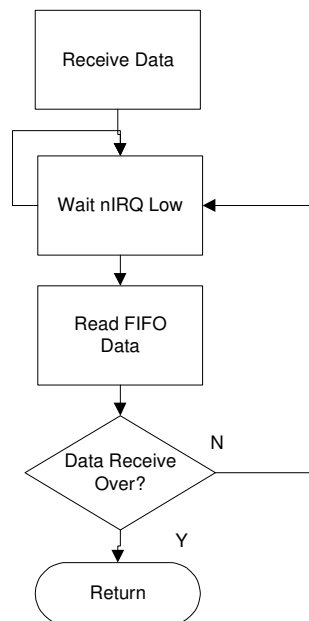 Receive Data
Wait nIRQ Low
Read FIFO
Data
Data Receive
Over?
N
Y
Return